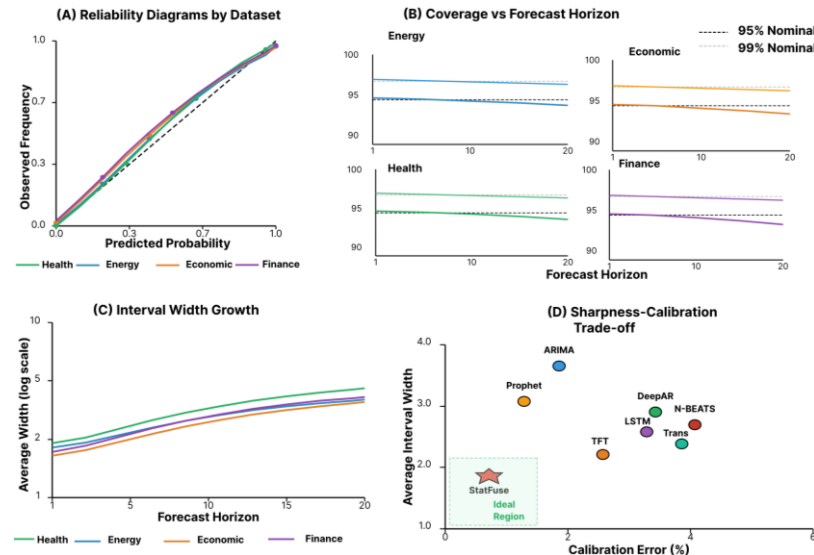 (A) Reliability Diagrams by Dataset
Observed Frequency
1.0
0.7
0.3
0.0
0.0 0.3 0.7 1.0
Predicted Probability
Health Energy Economic Finance
(B) Coverage vs Forecast Horizon
95% Nominal
99% Nominal
Energy
100
95
90
1 10 20
Economic
100
95
90
1 10 20
Health
100
95
90
1 10 20
Finance
100
95
90
1 10 20
Forecast Horizon
(C) Interval Width Growth
Average Width (log scale)
10
5
2
1
1 5 10 15 20
Forecast Horizon
Health Energy Economic Finance
(D) Sharpness-Calibration
Trade-off
Average Interval Width
4.0
3.0
2.0
1.0
ARIMA
Prophet
DeepAR
N-BEATS
LSTM
Trans
TFT
StatFuse
Ideal
Region
2 4 6
Calibration Error (%)